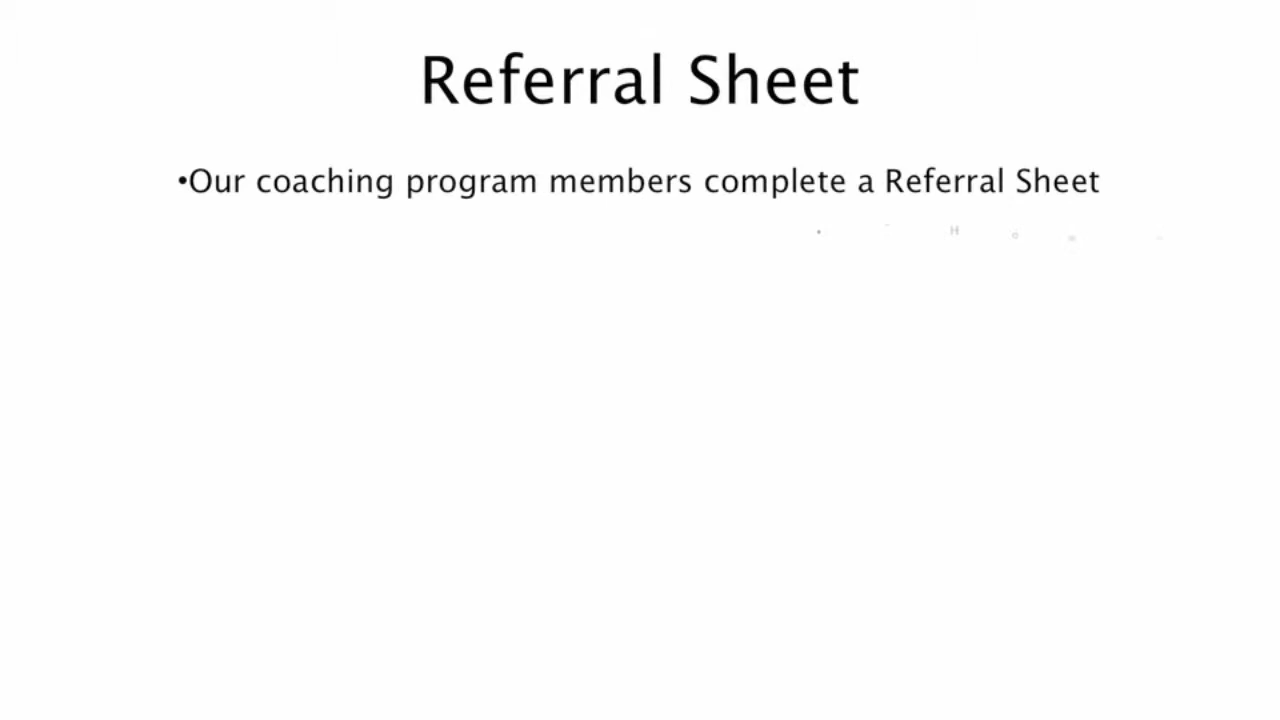 Referral Sheet
•Our coaching program members complete a Referral Sheet